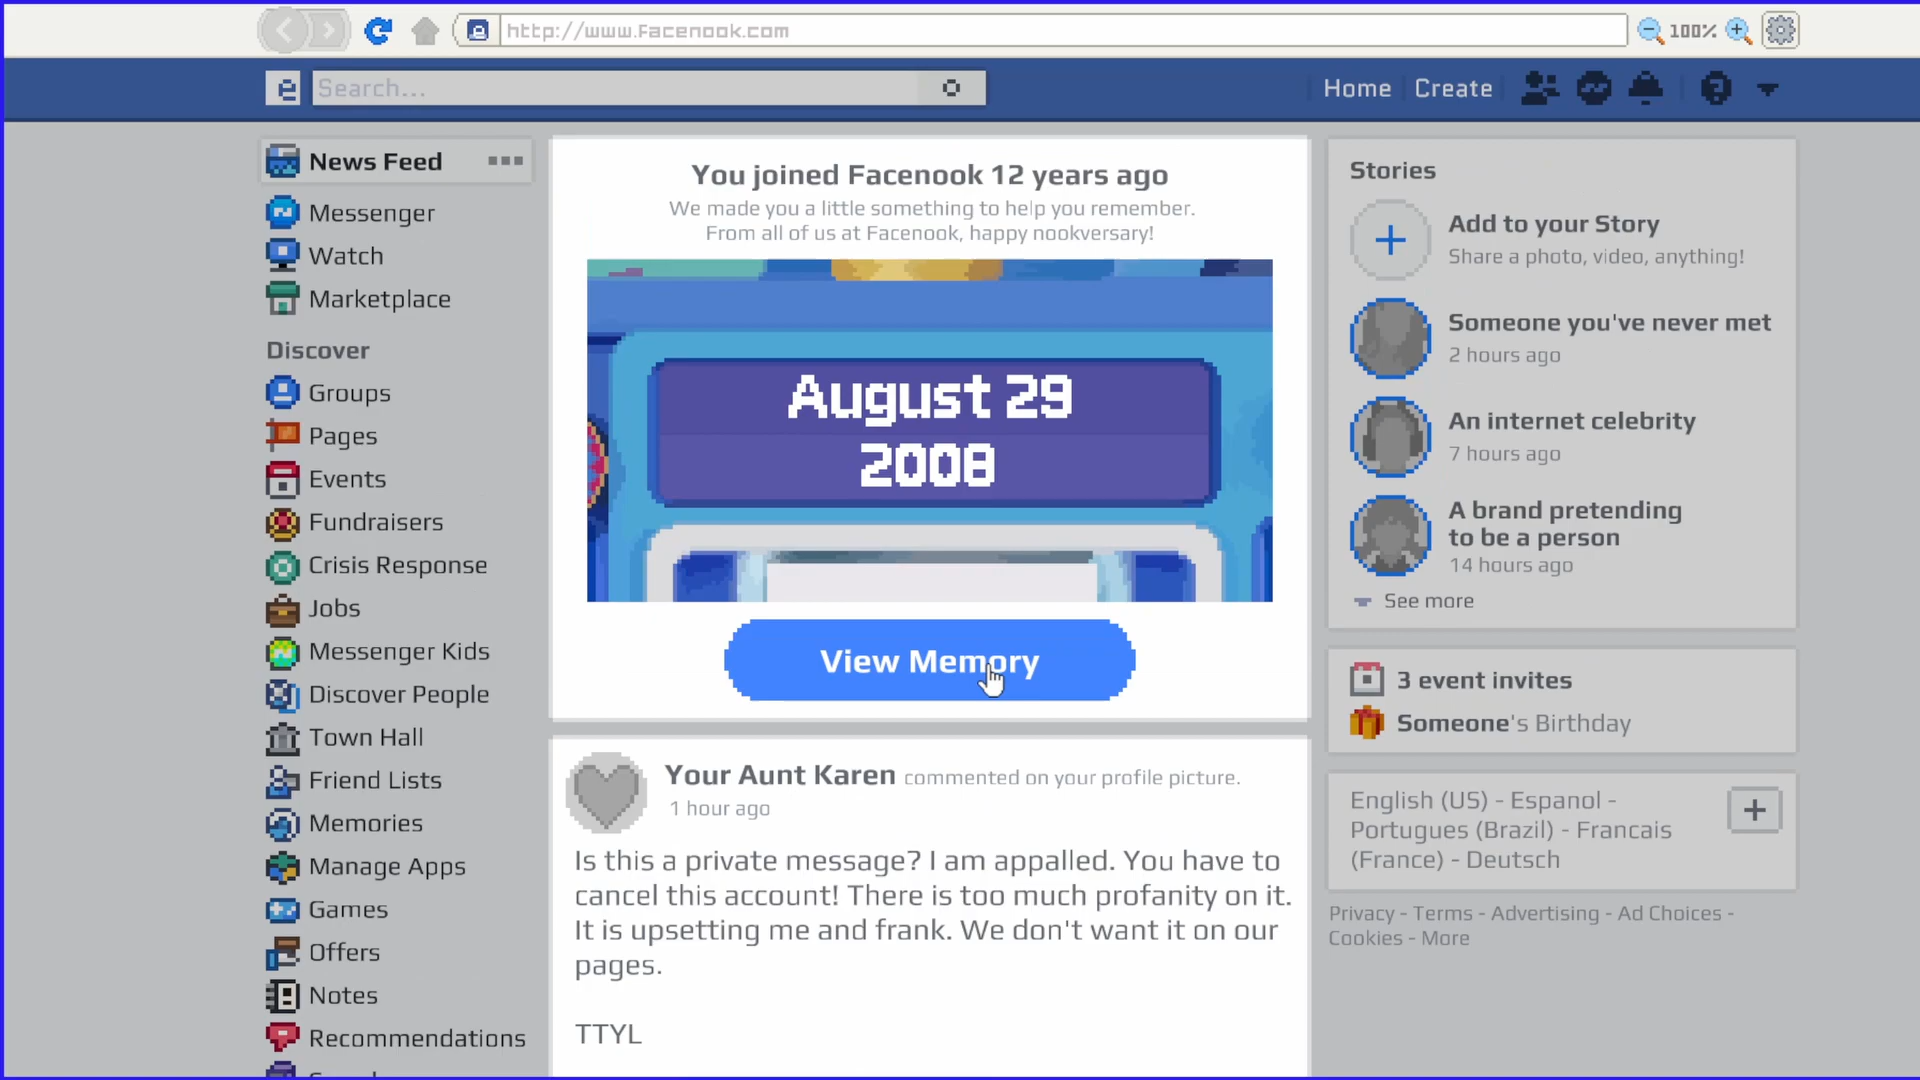 http://www.Facenook.com
100%
Search...
Home
Create
News Feed
Messenger
Watch
Marketplace
Discover
Groups
Pages
Events
Fundraisers
Crisis Response
Jobs
Messenger Kids
Discover People
Town Hall
Friend Lists
Memories
Manage Apps
Games
Offers
Notes
Recommendations
You joined Facenook 12 years ago
We made you a little something to help you remember.
From all of us at Facenook, happy nookversary!
August 29
2008
View Memory
Your Aunt Karen commented on your profile picture.
1 hour ago
Is this a private message? I am appalled. You have to
cancel this account! There is too much profanity on it.
It is upsetting me and frank. We don't want it on our
pages.
TTYL
Stories
Add to your Story
Share a photo, video, anything!
Someone you've never met
2 hours ago
An internet celebrity
7 hours ago
A brand pretending
to be a person
14 hours ago
See more
3 event invites
Someone's Birthday
English (US) - Espanol -
Portugues (Brazil) - Francais
(France) - Deutsch
Privacy - Terms - Advertising - Ad Choices -
Cookies - More